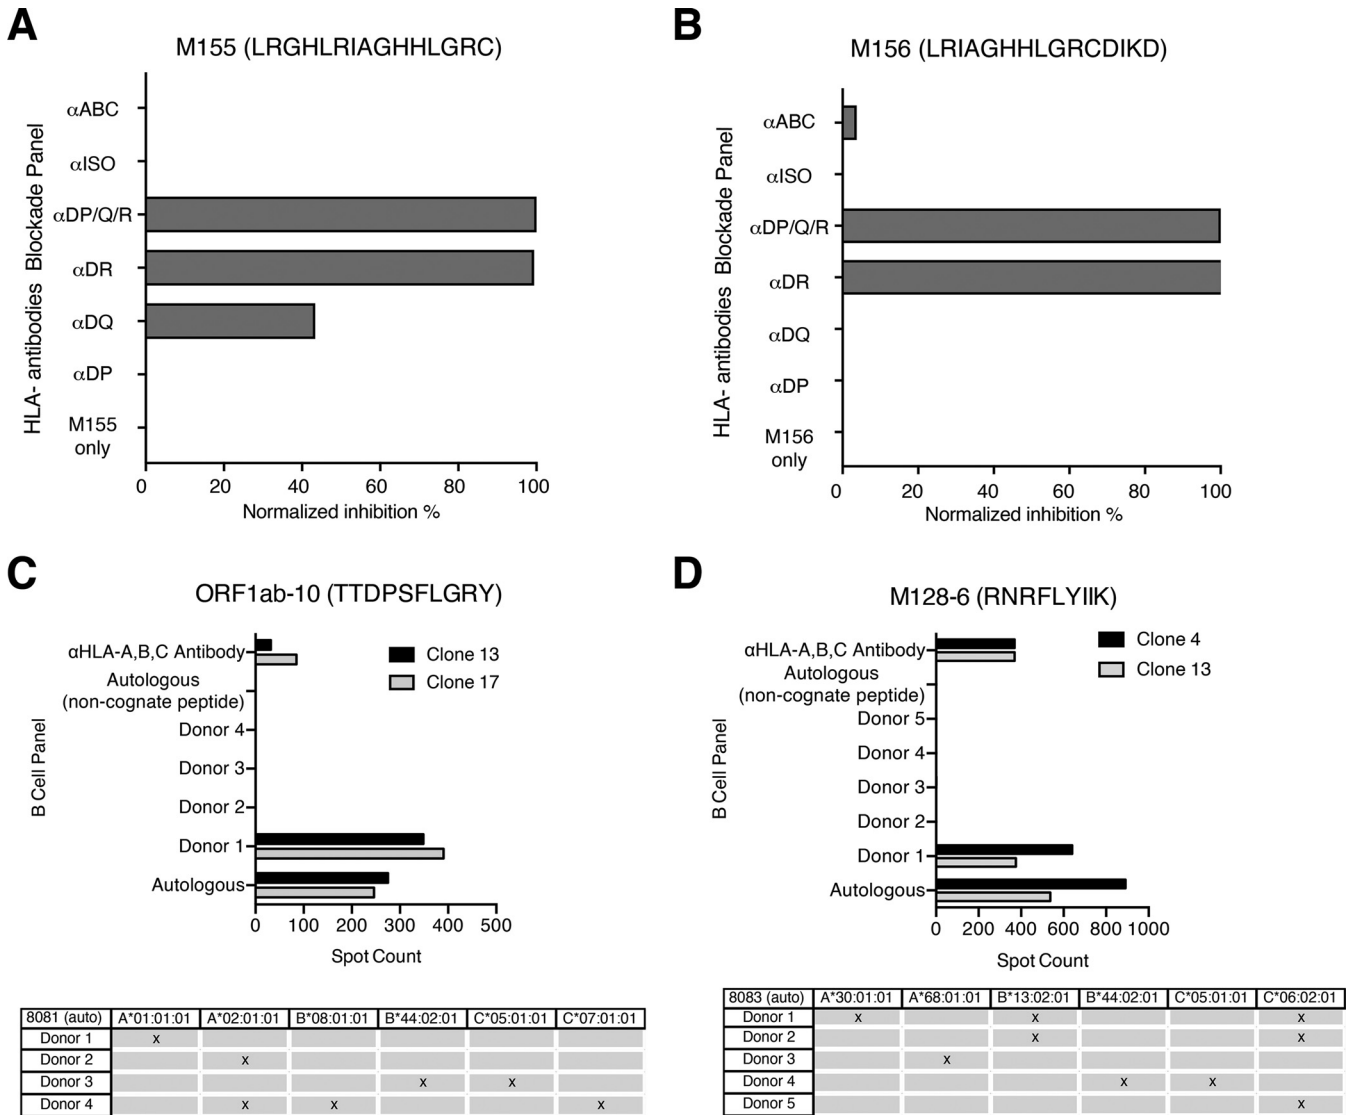 A
M155 (LRGHLRIAGHHLGRC)
HLA- antibodies Blockade Panel
αABC
αISO
αDP/Q/R
αDR
αDQ
αDP
M155
only
0 20 40 60 80 100
Normalized inhibition %
B
M156 (LRIAGHHLGRCDIKD)
HLA- antibodies Blockade Panel
αABC
αISO
αDP/Q/R
αDR
αDQ
αDP
M156
only
0 20 40 60 80 100
Normalized inhibition %
C
ORF1ab-10 (TTDPSFLGRY)
B Cell Panel
αHLA-A,B,C Antibody
Autologous
(non-cognate peptide)
Donor 4
Donor 3
Donor 2
Donor 1
Autologous
Clone 13
Clone 17
0 100 200 300 400 500
Spot Count
8081 (auto) A*01:01:01 A*02:01:01 B*08:01:01 B*44:02:01 C*05:01:01 C*07:01:01
Donor 1 x
Donor 2 x
Donor 3 x x
Donor 4 x x x
D
M128-6 (RNRFLYIIK)
B Cell Panel
αHLA-A,B,C Antibody
Autologous
(non-cognate peptide)
Donor 5
Donor 4
Donor 3
Donor 2
Donor 1
Autologous
Clone 4
Clone 13
0 200 400 600 800 1000
Spot Count
8083 (auto) A*30:01:01 A*68:01:01 B*13:02:01 B*44:02:01 C*05:01:01 C*06:02:01
Donor 1 x x x
Donor 2 x x
Donor 3 x
Donor 4 x x
Donor 5 x